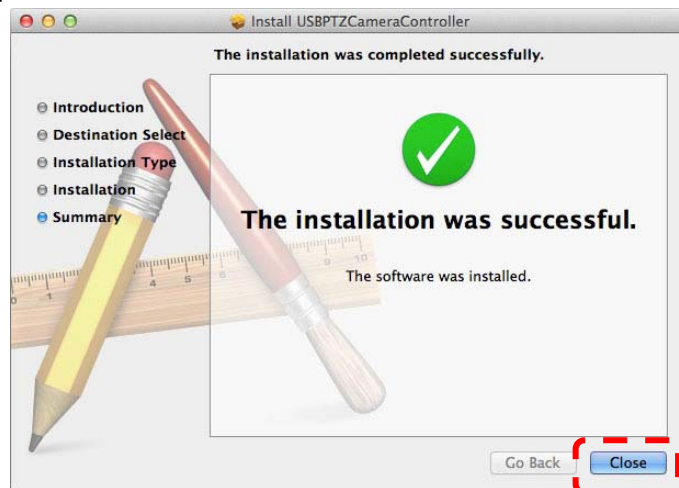 Install USBPTZCameraController
The installation was completed successfully.
Introduction
Destination Select
Installation Type
Installation
Summary
The installation was successful.
The software was installed.
Go Back
Close